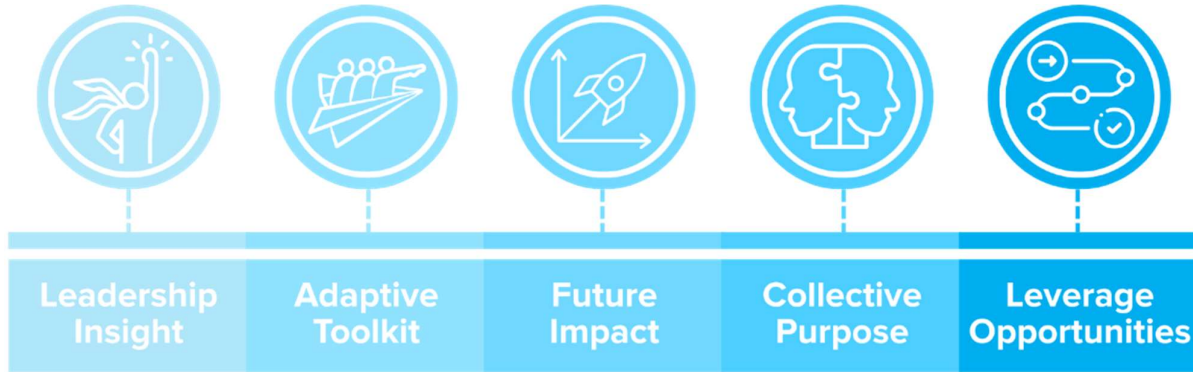 Leadership
Insight
Adaptive
Toolkit
Future
Impact
Collective
Purpose
Leverage
Opportunities